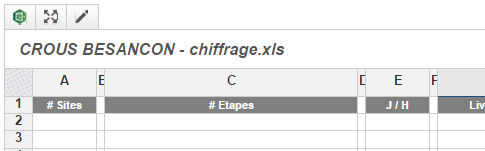 CROUS BESANCON - chiffrage.xls
A B C D E F
1 # Sites # Etapes J / H Liv
2
3